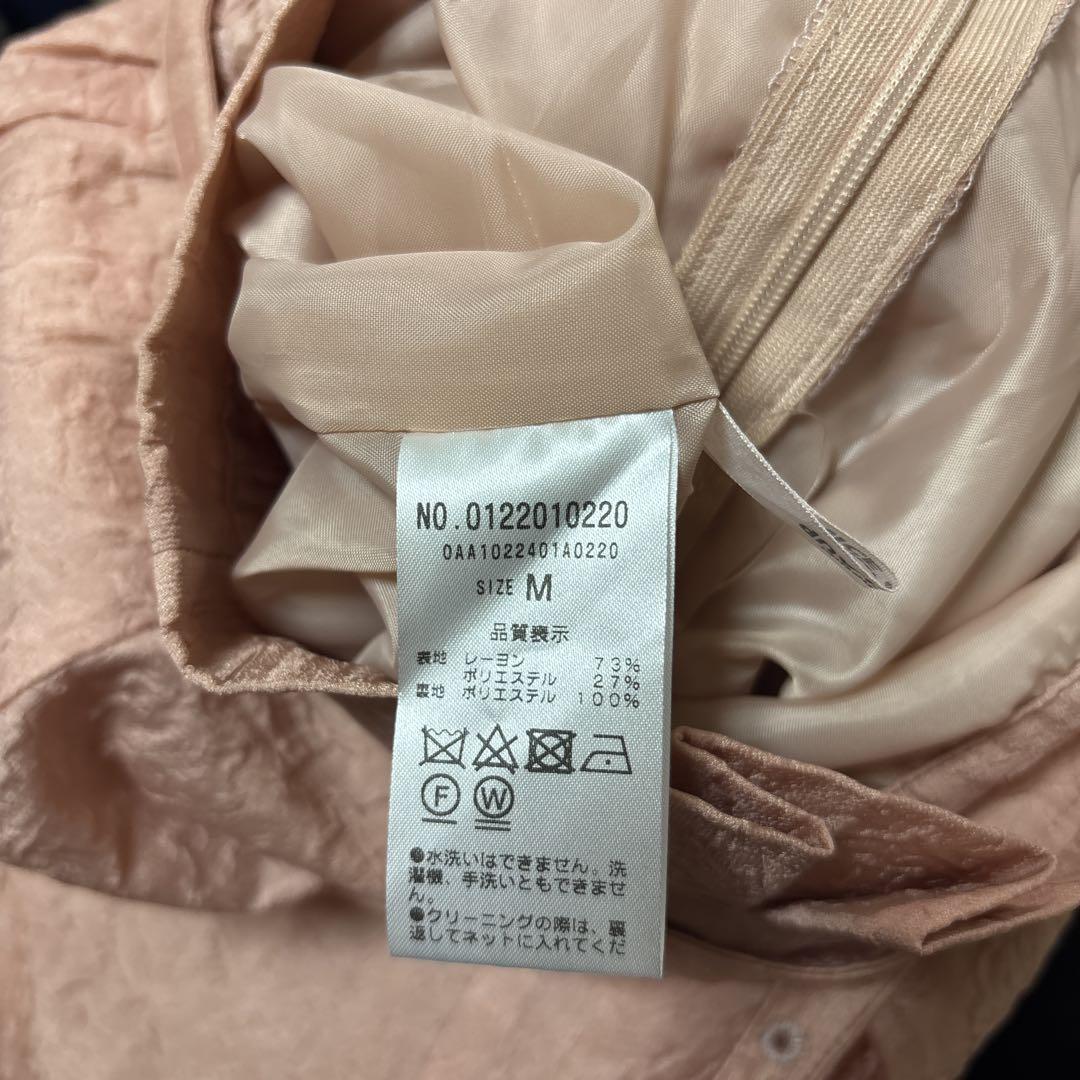 NO.0122010220
0AA1022401A0220
SIZE M
品質表示
表地 レーヨン 73%
ポリエステル 27%
裏地 ポリエステル 100%
F W
●水洗いはできません。洗
濯機、手洗いともできませ
ん。
●クリーニングの際は、裏
返してネットに入れてくだ